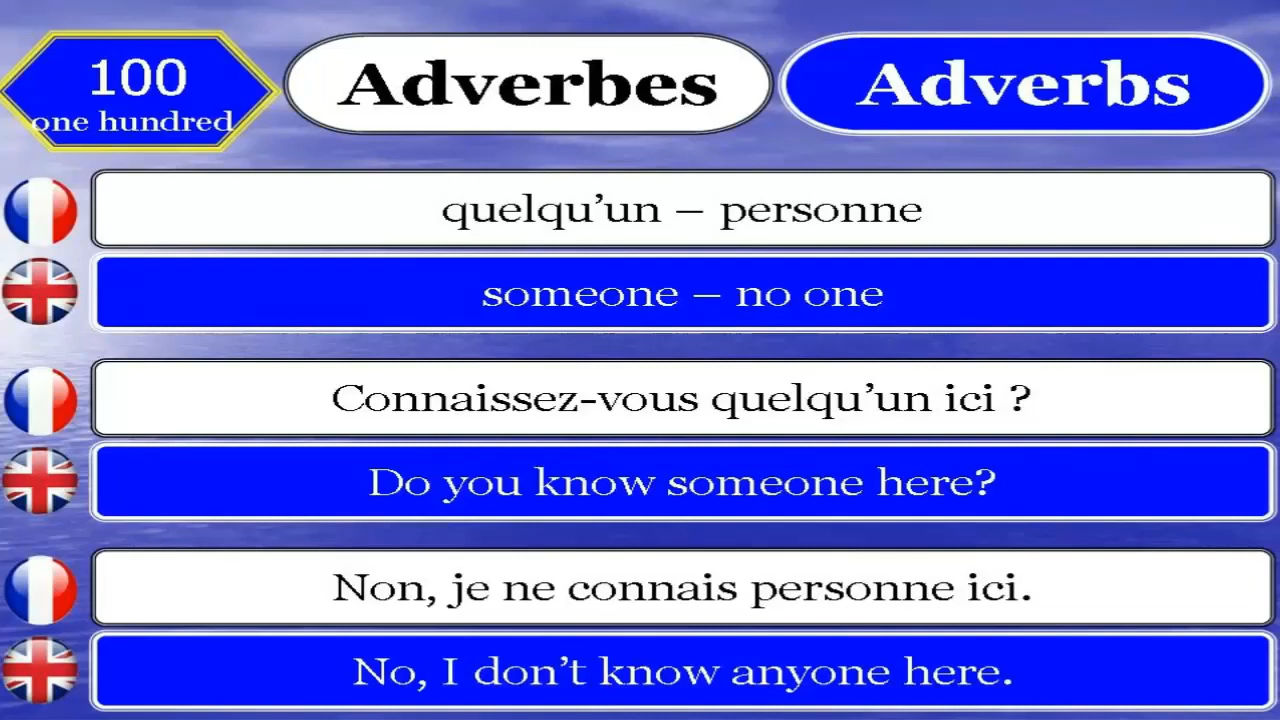 100
one hundred
Adverbes
Adverbs
quelqu’un – personne
someone – no one
Connaissez-vous quelqu’un ici ?
Do you know someone here?
Non, je ne connais personne ici.
No, I don’t know anyone here.